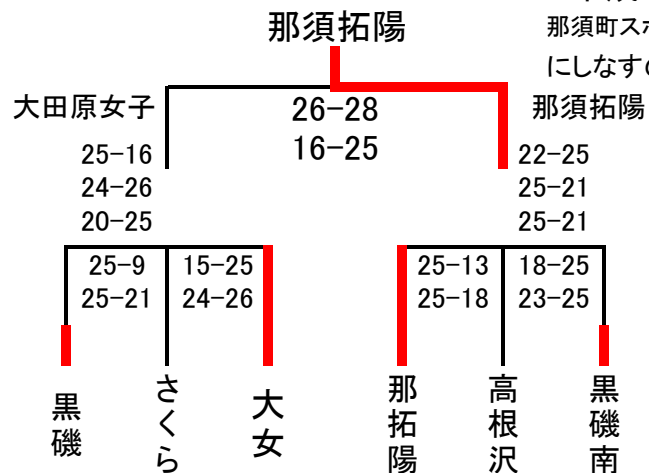 那須拓陽
那須町スポ
にしなすの
大田原女子
那須拓陽
26-28
16-25
25-16
24-26
20-25
22-25
25-21
25-21
25-9
25-21
15-25
24-26
25-13
25-18
18-25
23-25
黒磯
さくら
大女
那拓陽
高根沢
黒磯南